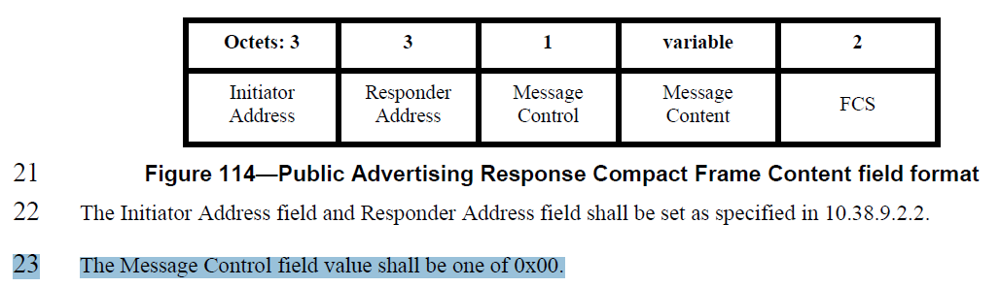 Octets: 3 3 1 variable 2
Initiator Address Responder Address Message Control Message Content FCS
21 Figure 114—Public Advertising Response Compact Frame Content field format
22 The Initiator Address field and Responder Address field shall be set as specified in 10.38.9.2.2.
23 The Message Control field value shall be one of 0x00.